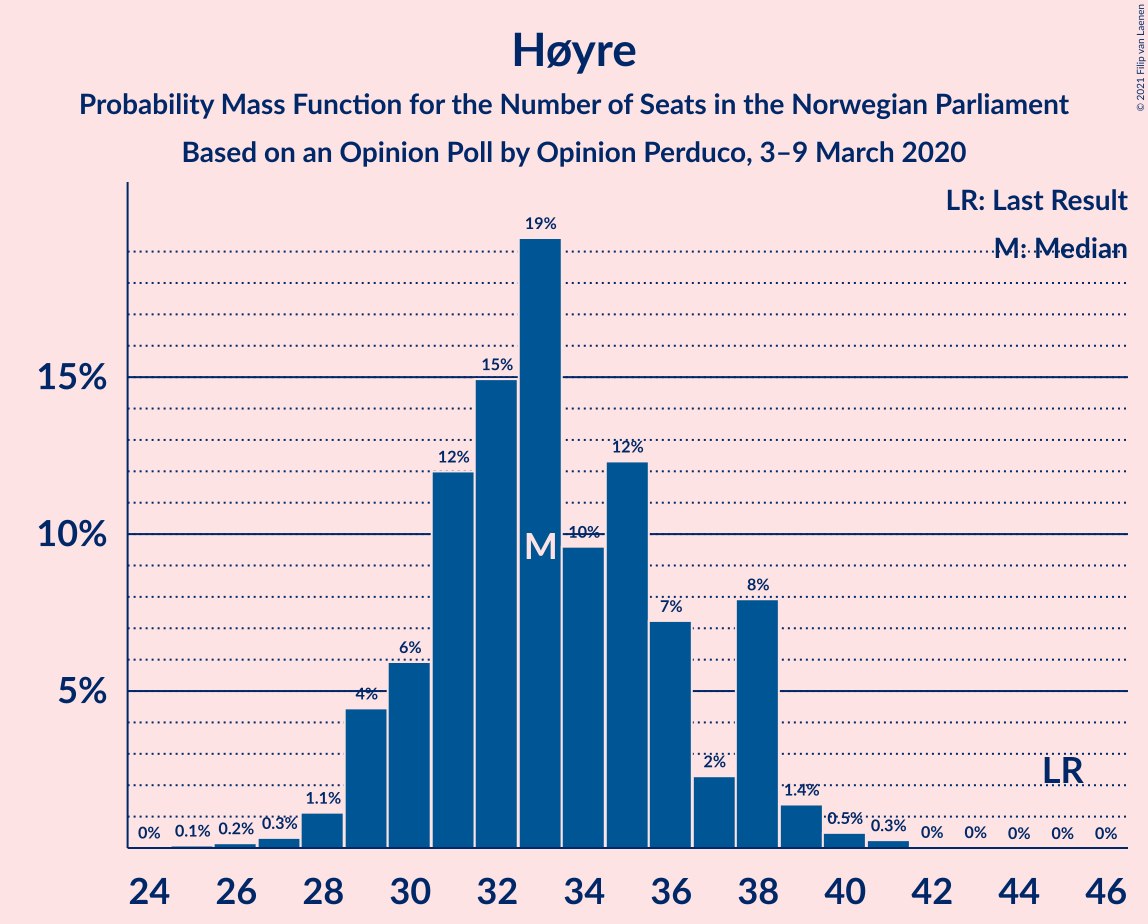 Høyre
Probability Mass Function for the Number of Seats in the Norwegian Parliament
Based on an Opinion Poll by Opinion Perduco, 3–9 March 2020
© 2021 Filip van Laenen
LR: Last Result
M: Median
15%
10%
5%
0%
0.1%
0.2%
0.3%
1.1%
4%
6%
12%
15%
19%
10%
12%
7%
2%
8%
1.4%
0.5%
0.3%
0%
0%
0%
0%
0%
M
LR
24 26 28 30 32 34 36 38 40 42 44 46